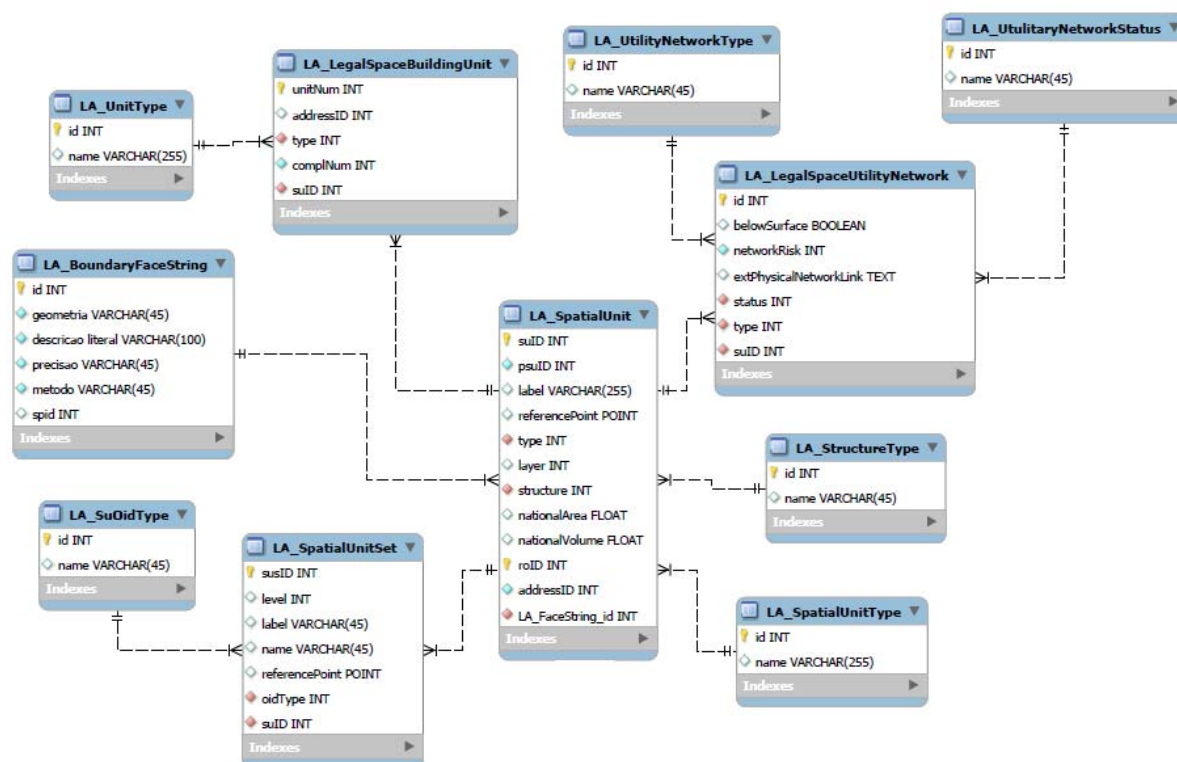 LA_UnitType
id INT
name VARCHAR(255)
Indexes
LA_LegalSpaceBuildingUnit
unitNum INT
addressID INT
type INT
complNum INT
suID INT
Indexes
LA_UtilityNetworkType
id INT
name VARCHAR(45)
Indexes
LA_UtulitaryNetworkStatus
id INT
name VARCHAR(45)
Indexes
LA_LegalSpaceUtilityNetwork
id INT
belowSurface BOOLEAN
networkRisk INT
extPhysicalNetworkLink TEXT
status INT
type INT
suID INT
Indexes
LA_BoundaryFaceString
id INT
geometria VARCHAR(45)
descricao literal VARCHAR(100)
precisao VARCHAR(45)
metodo VARCHAR(45)
spid INT
Indexes
LA_SpatialUnit
suID INT
psuID INT
label VARCHAR(255)
referencePoint POINT
type INT
layer INT
structure INT
nationalArea FLOAT
nationalVolume FLOAT
roID INT
addressID INT
LA_FaceString_id INT
Indexes
LA_StructureType
id INT
name VARCHAR(45)
Indexes
LA_SuOidType
id INT
name VARCHAR(45)
Indexes
LA_SpatialUnitSet
susID INT
level INT
label VARCHAR(45)
name VARCHAR(45)
referencePoint POINT
oidType INT
suID INT
Indexes
LA_SpatialUnitType
id INT
name VARCHAR(255)
Indexes